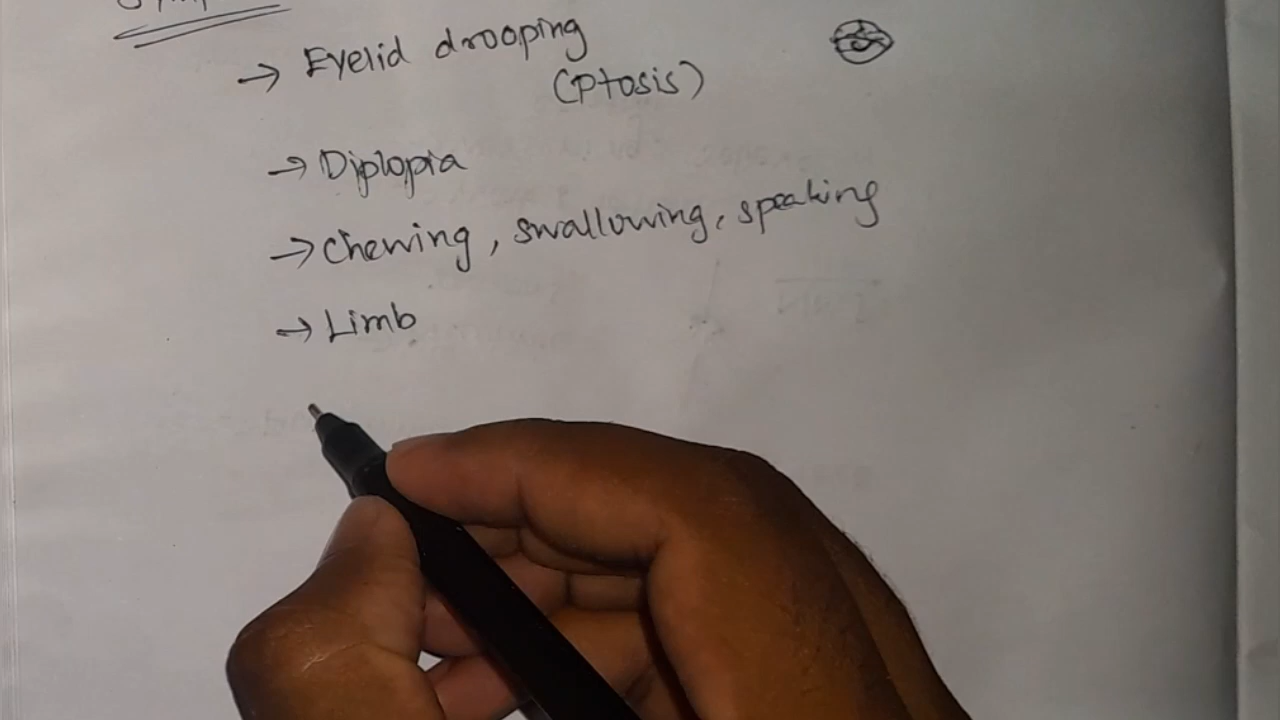 → Eyelid drooping
(Ptosis)
→ Diplopia
→ Chewing, swallowing, speaking
→ Limb